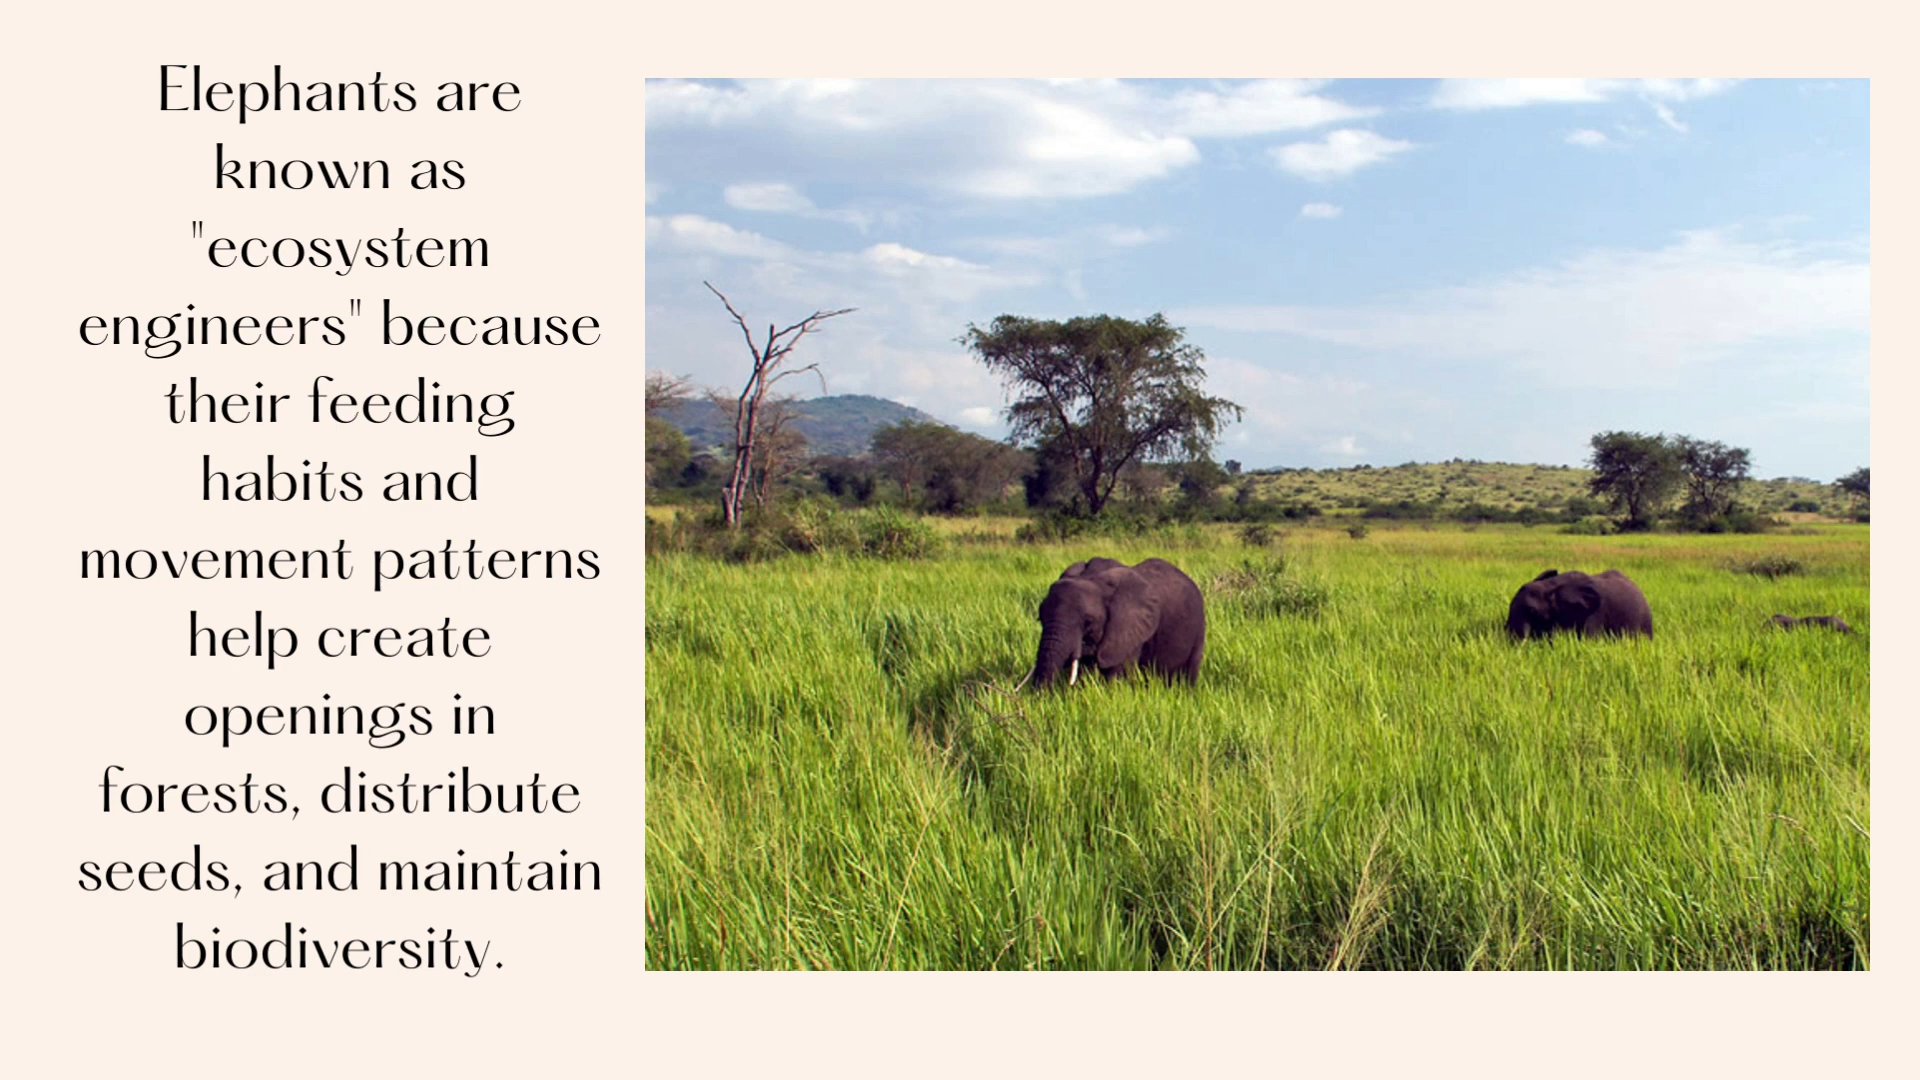 Elephants are
known as
"ecosystem
engineers" because
their feeding
habits and
movement patterns
help create
openings in
forests, distribute
seeds, and maintain
biodiversity.